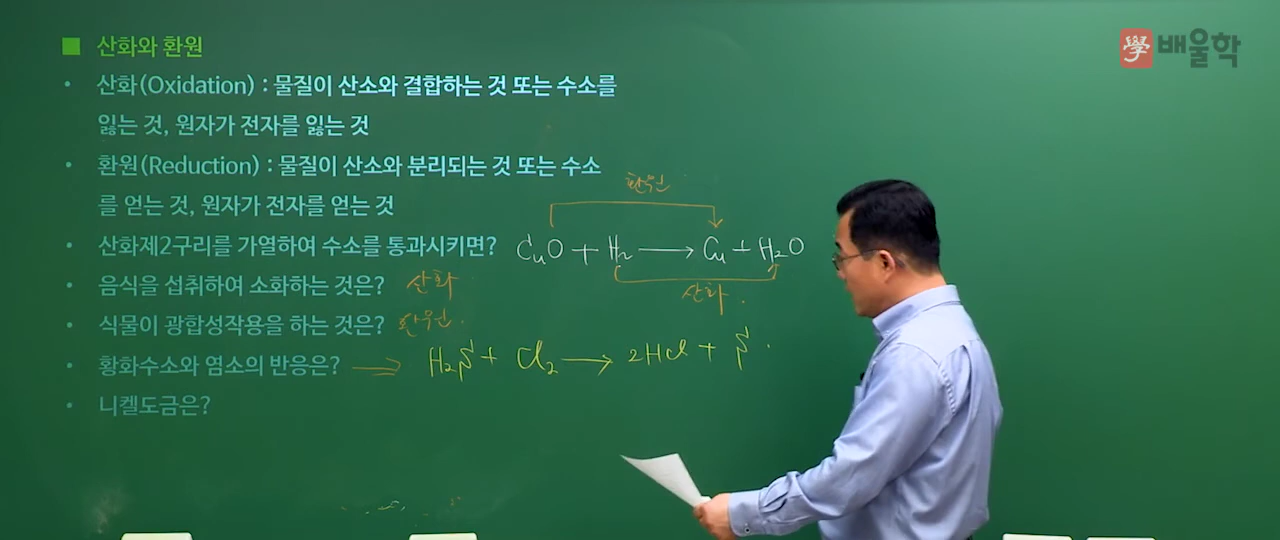 ■ 산화와 환원
學 배울학
• 산화(Oxidation) : 물질이 산소와 결합하는 것 또는 수소를
잃는 것, 원자가 전자를 잃는 것
• 환원(Reduction) : 물질이 산소와 분리되는 것 또는 수소
를 얻는 것, 원자가 전자를 얻는 것
환원
• 산화제2구리를 가열하여 수소를 통과시키면? CuO + H₂ → Cu + H₂O
산화.
• 음식을 섭취하여 소화하는 것은? 산화
• 식물이 광합성작용을 하는 것은? 환원.
• 황화수소와 염소의 반응은? → H₂S + Cl₂ → 2HCl + S.
• 니켈도금은?